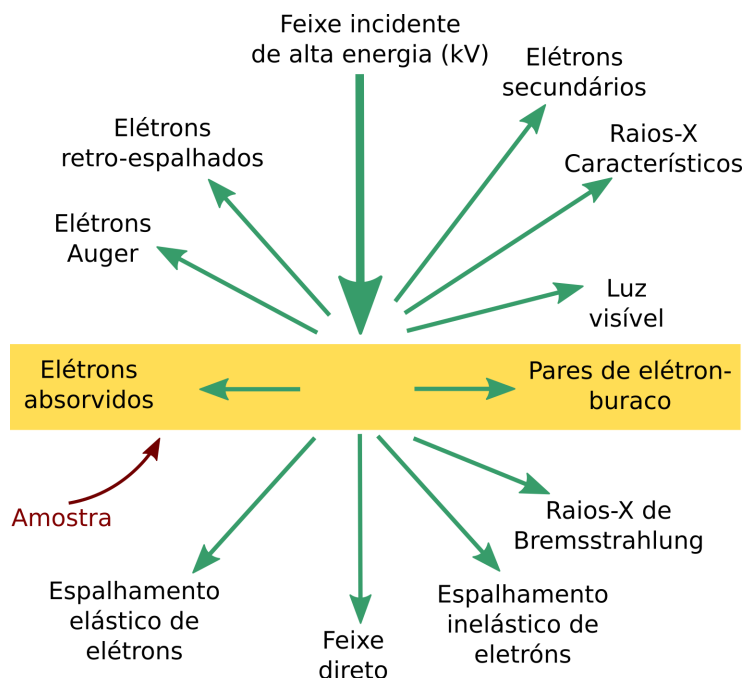 Feixe incidente
de alta energia (kV)
Elétrons
secundários
Elétrons
retro-espalhados
Raios-X
Característicos
Elétrons
Auger
Luz
visível
Elétrons
absorvidos
Pares de elétron-
buraco
Amostra
Raios-X de
Bremsstrahlung
Espalhamento
elástico de
elétrons
Feixe
direto
Espalhamento
inelástico de
eletróns